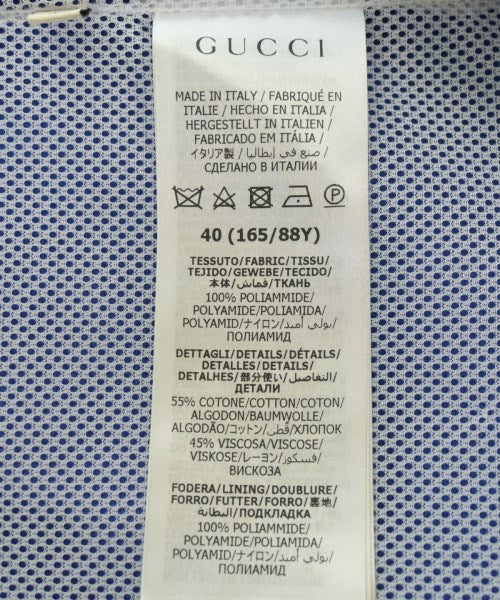 GUCCI
MADE IN ITALY / FABRIQUÉ EN
ITALIE / HECHO EN ITALIA /
HERGESTELLT IN ITALIEN /
FABRICADO EM ITÁLIA /
イタリア製 / صنع في إيطاليا /
СДЕЛАНО В ИТАЛИИ
P
40 (165/88Y)
TESSUTO/FABRIC/TISSU/
TEJIDO/GEWEBE/TECIDO/
本体/قماش/ТКАНЬ
100% POLIAMMIDE/
POLYAMIDE/POLIAMIDA/
POLYAMID/ナイロン/بولي أميد/
ПОЛИАМИД
DETTAGLI/DETAILS/DÉTAILS/
DETALLES/DETAILS/
DETALHES/部分使い/التفاصيل/
ДЕТАЛИ
55% COTONE/COTTON/COTON/
ALGODON/BAUMWOLLE/
ALGODÃO/コットン/قطن/ХЛОПОК
45% VISCOSA/VISCOSE/
VISKOSE/レーヨン/فسكوز/
ВИСКОЗА
FODERA/LINING/DOUBLURE/
FORRO/FUTTER/FORRO/裏地/
البطانة/ПОДКЛАДКА
100% POLIAMMIDE/
POLYAMIDE/POLIAMIDA/
POLYAMID/ナイロン/بولي أميد/
ПОЛИАМИД